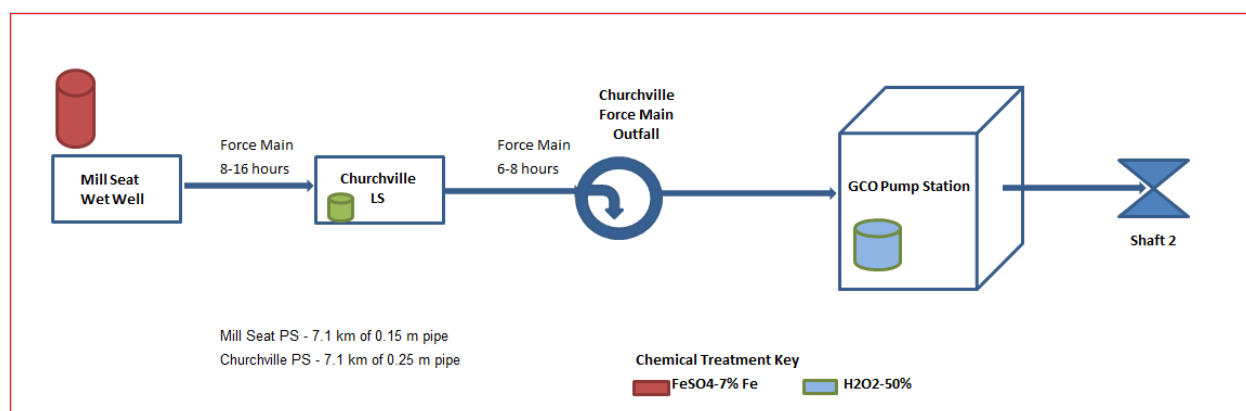 Mill Seat
Wet Well
Force Main
8-16 hours
Churchville
LS
Force Main
6-8 hours
Churchville
Force Main
Outfall
GCO Pump Station
Shaft 2
Mill Seat PS - 7.1 km of 0.15 m pipe
Churchville PS - 7.1 km of 0.25 m pipe
Chemical Treatment Key
FeSO4-7% Fe
H2O2-50%